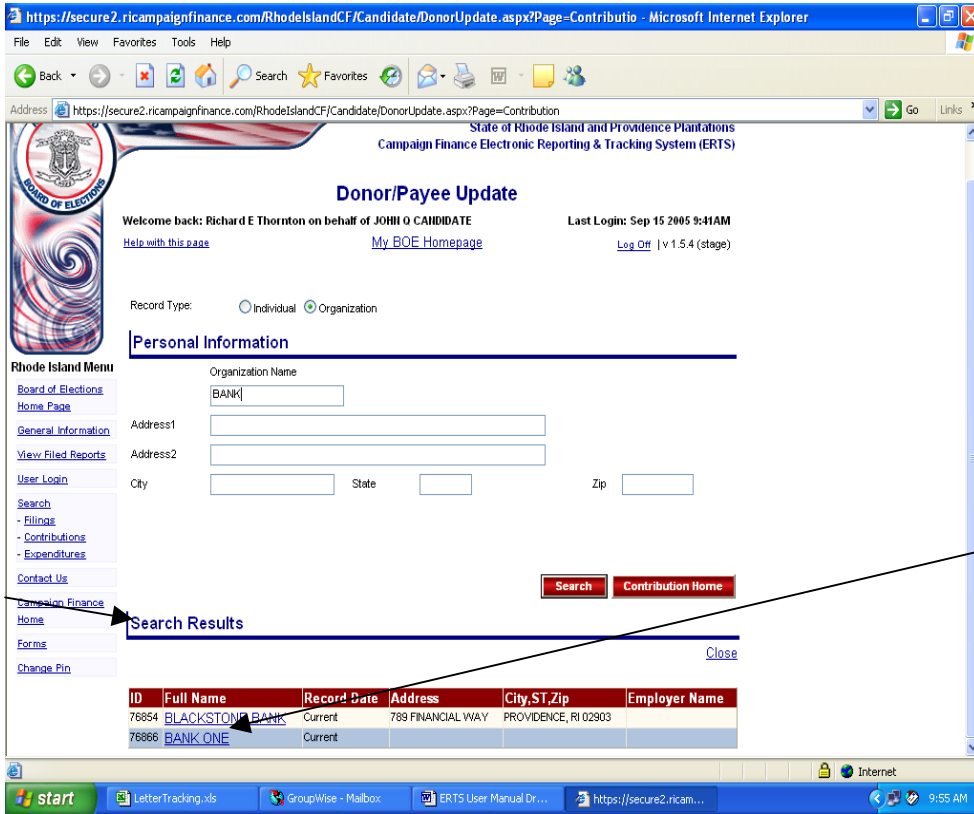 https://secure2.ricampaignfinance.com/RhodeIslandCF/Candidate/DonorUpdate.aspx?Page=Contributio - Microsoft Internet Explorer
File Edit View Favorites Tools Help
Back Search Favorites
Address https://secure2.ricampaignfinance.com/RhodeIslandCF/Candidate/DonorUpdate.aspx?Page=Contribution Go Links
State of Rhode Island and Providence Plantations
Campaign Finance Electronic Reporting & Tracking System (ERTS)
BOARD OF ELECTIONS
Donor/Payee Update
Welcome back: Richard E Thornton on behalf of JOHN Q CANDIDATE Last Login: Sep 15 2005 9:41AM
Help with this page My BOE Homepage Log Off | v 1.5.4 (stage)
Record Type: Individual Organization
Personal Information
Rhode Island Menu
Board of Elections
Home Page
General Information
View Filed Reports
User Login
Search
- Filings
- Contributions
- Expenditures
Contact Us
Campaign Finance
Home
Forms
Change Pin
Organization Name
BANK
Address1
Address2
City State Zip
Search Contribution Home
Search Results
Close
ID Full Name Record Date Address City,ST,Zip Employer Name
76854 BLACKSTONE BANK Current 789 FINANCIAL WAY PROVIDENCE, RI 02903
76866 BANK ONE Current
Internet
start LetterTracking.xls GroupWise - Mailbox ERTS User Manual Dr... https://secure2.ricam... 9:55 AM